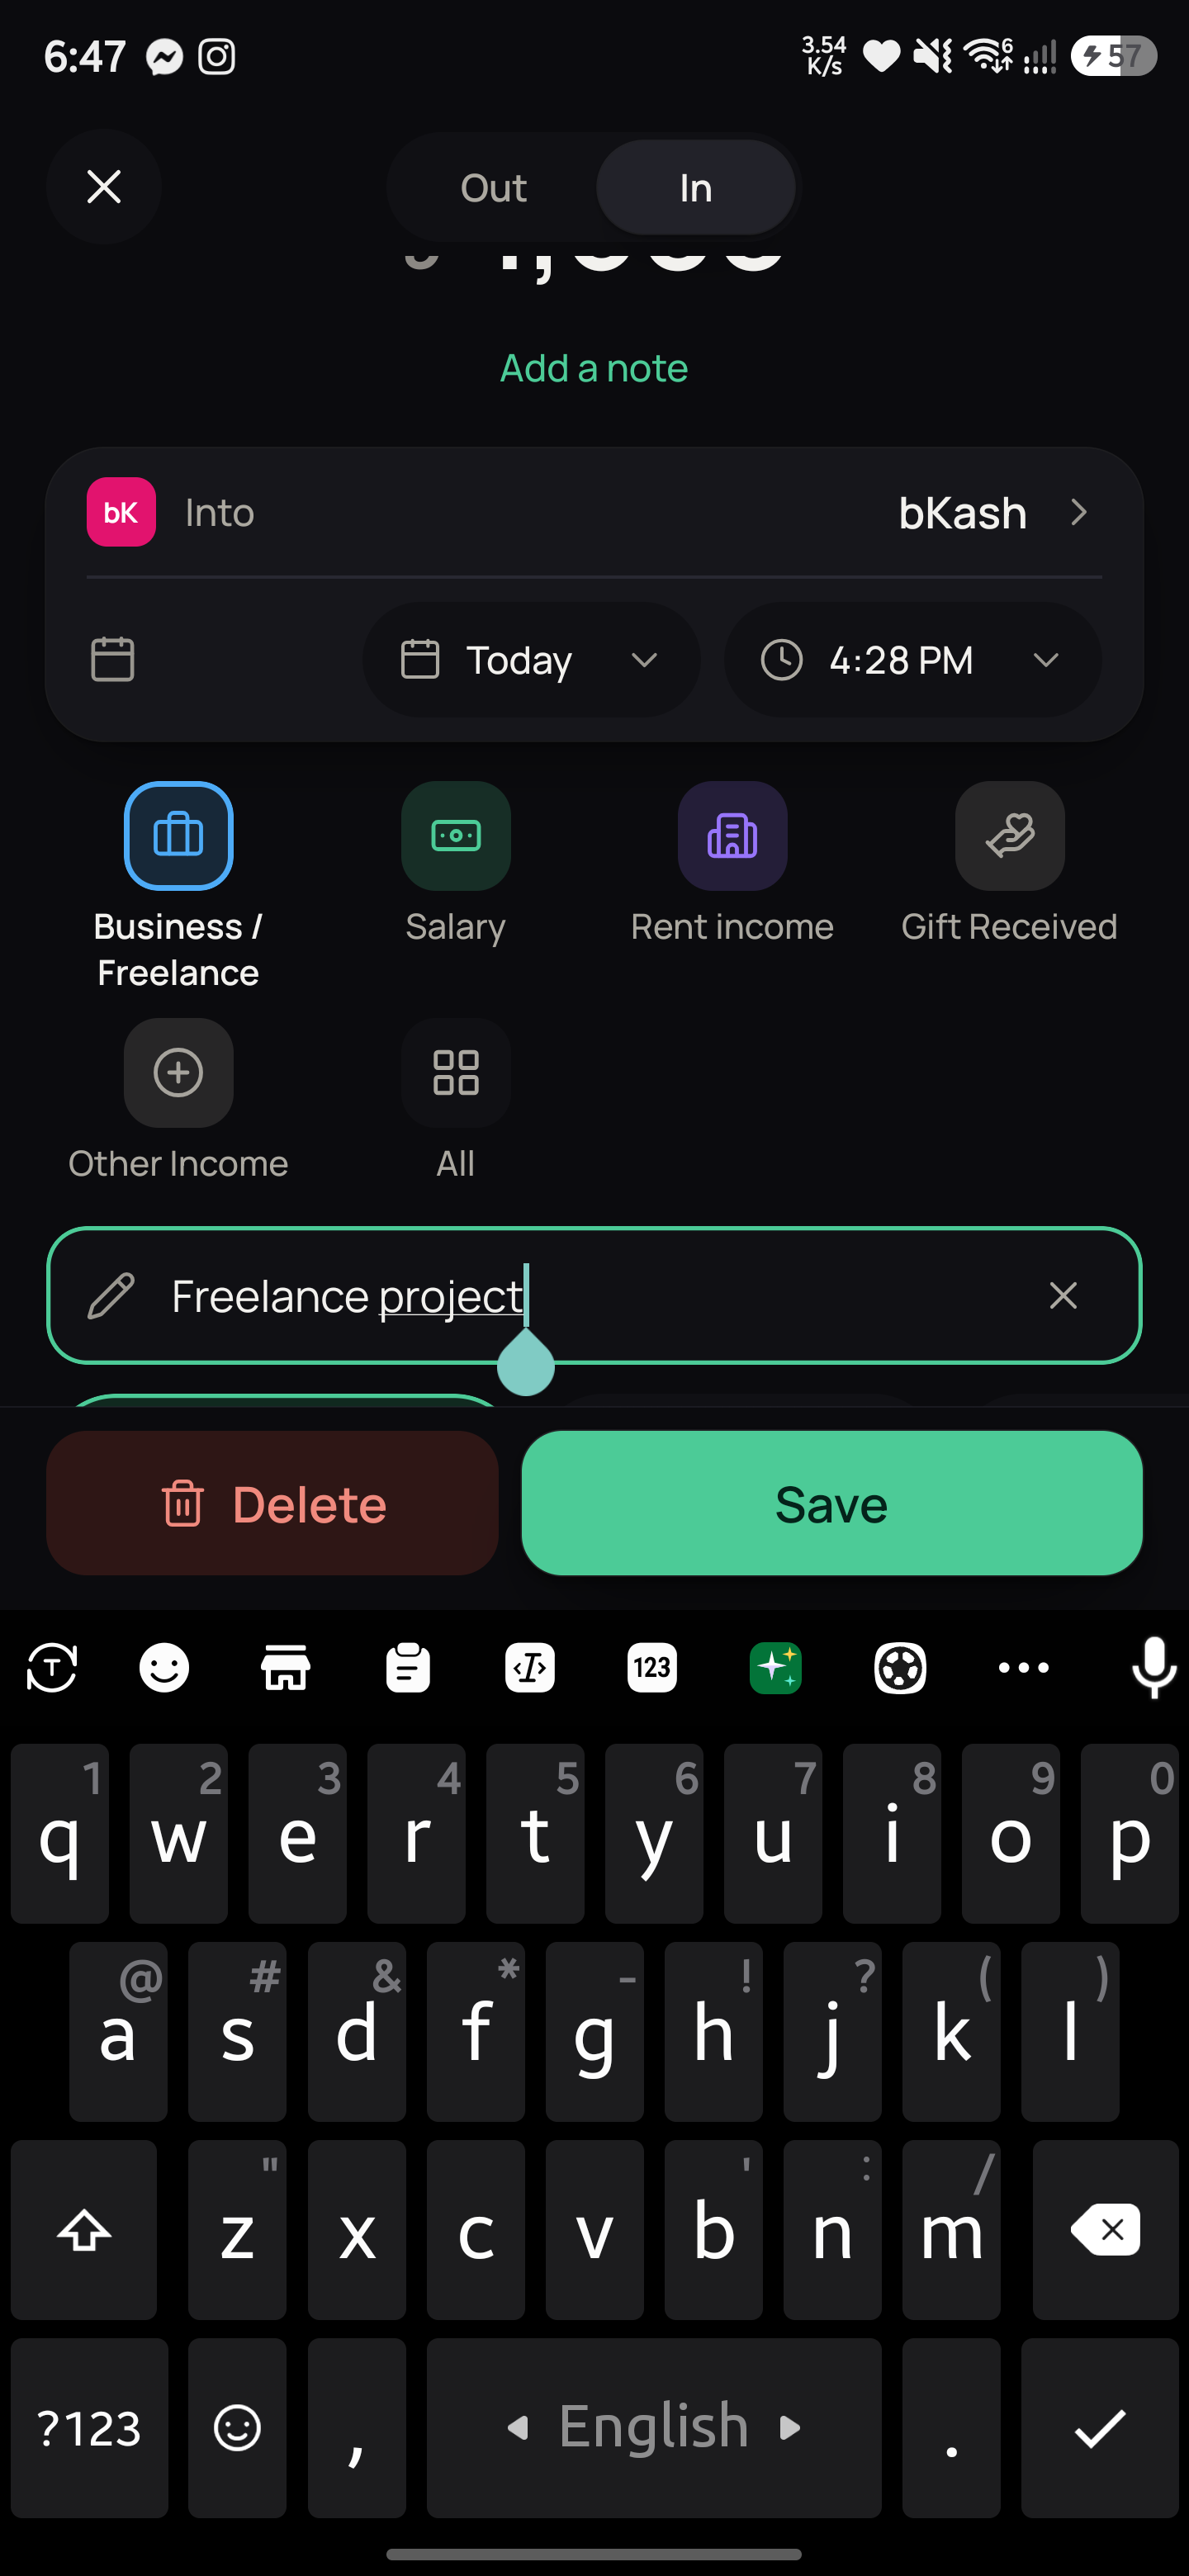 6:47
3.54
K/s
6
57
Out
In
Add a note
bK
Into
bKash
Today
4:28 PM
Business /
Freelance
Salary
Rent income
Gift Received
Other Income
All
Freelance project
Delete
Save
T
123
1 2 3 4 5 6 7 8 9 0
q w e r t y u i o p
@ # & * - ! ? ( )
a s d f g h j k l
" ' : /
z x c v b n m
?123
,
English
.